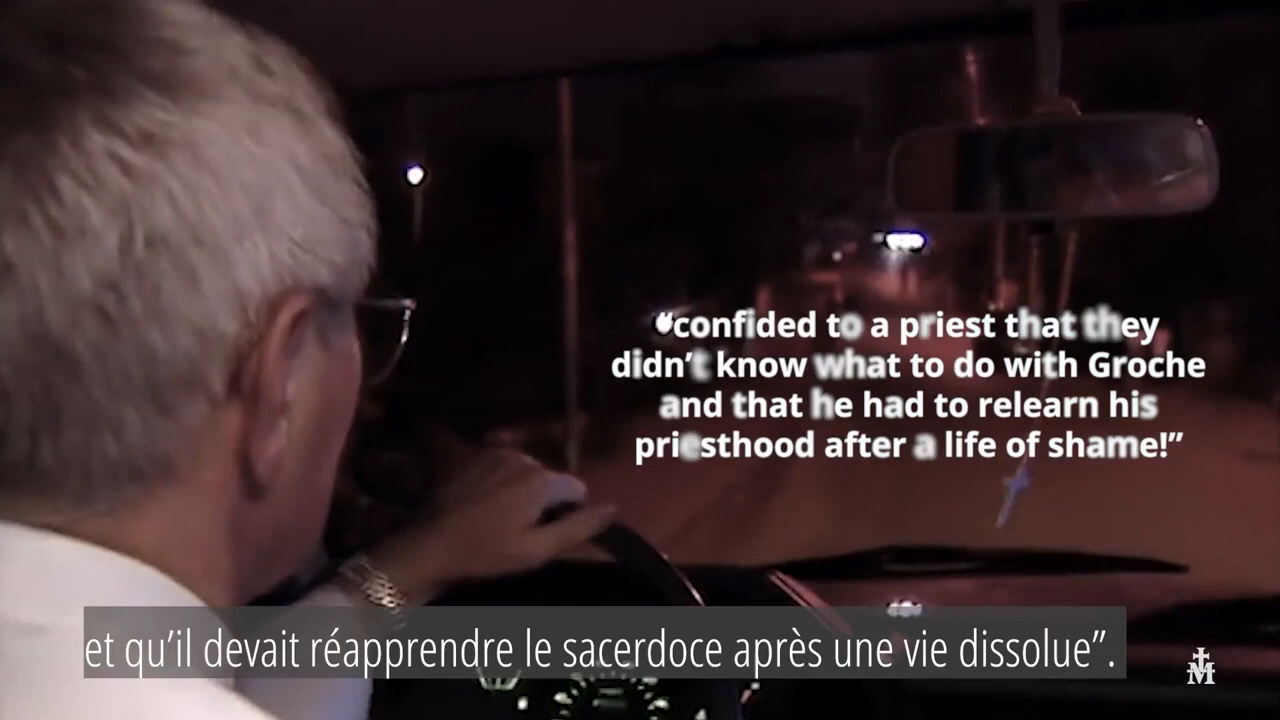 “confided to a priest that they
didn’t know what to do with Groche
and that he had to relearn his
priesthood after a life of shame!”
et qu’il devait réapprendre le sacerdoce après une vie dissolue”.